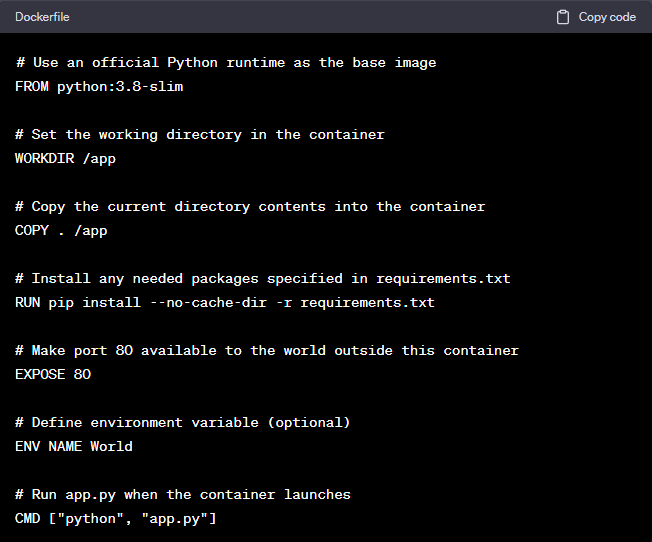 Dockerfile
Copy code
# Use an official Python runtime as the base image
FROM python:3.8-slim
# Set the working directory in the container
WORKDIR /app
# Copy the current directory contents into the container
COPY . /app
# Install any needed packages specified in requirements.txt
RUN pip install --no-cache-dir -r requirements.txt
# Make port 80 available to the world outside this container
EXPOSE 80
# Define environment variable (optional)
ENV NAME World
# Run app.py when the container launches
CMD ["python", "app.py"]